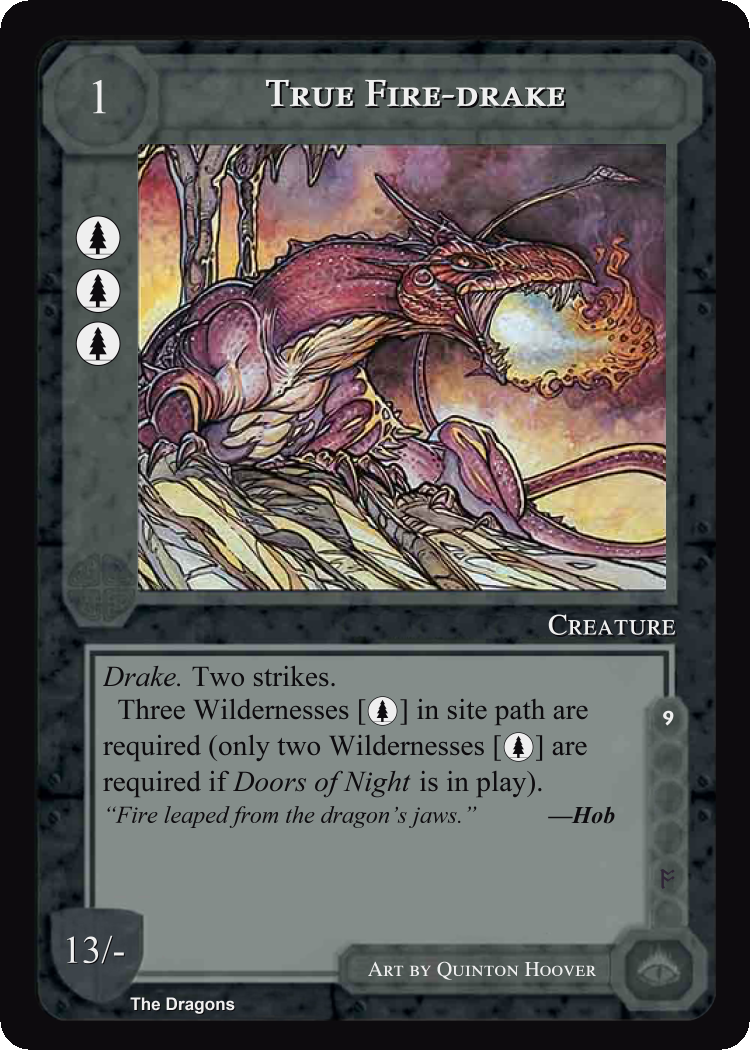 1
TRUE FIRE-DRAKE
CREATURE
Drake. Two strikes.
Three Wildernesses [] in site path are
required (only two Wildernesses [] are
required if Doors of Night is in play).
“Fire leaped from the dragon’s jaws.” —Hob
9
ᚩ
13/-
ART BY QUINTON HOOVER
The Dragons